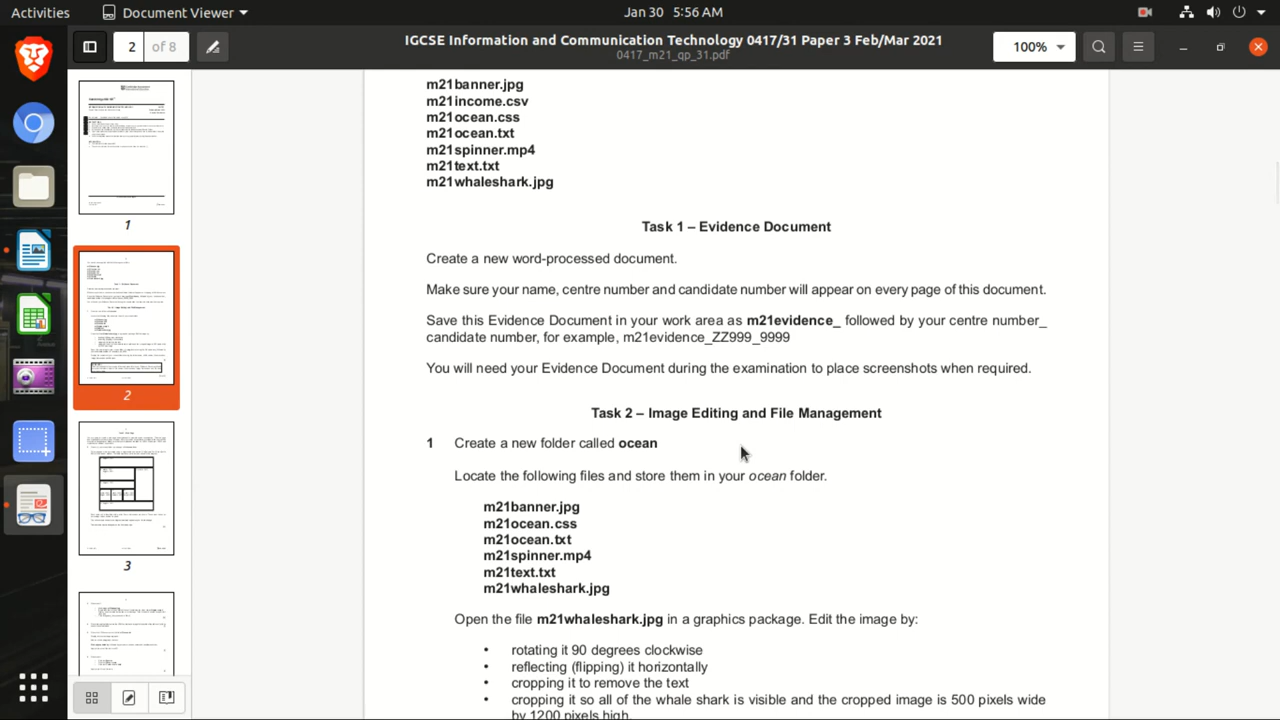 Activities
Document Viewer
Jan 30 5:56 AM
2
of 8
IGCSE Information and Communication Technology 0417/31 Paper 3 Feb/Mar 2021
0417_m21_qp_31.pdf
100%
1
2
3
m21banner.jpg
m21economy.csv
m21ocean.css
m21ocean.txt
m21spinner.mp4
m21text.txt
m21whaleshark.jpg
Task 1 – Evidence Document
Create a new word processed document.
Make sure your name, centre number and candidate number will appear on every page of this document.
Save this Evidence Document in your work area as m21evidence_ followed by your centre number_
candidate number for example, m21evidence_ZZ999_9999
You will need your Evidence Document during the examination to place screenshots when required.
Task 2 – Image Editing and File Management
1 Create a new folder called ocean
Locate the following files and store them in your ocean folder.
m21banner.jpg
m21ocean.css
m21ocean.txt
m21spinner.mp4
m21text.txt
m21whaleshark.jpg
Open the file m21whaleshark.jpg in a graphics package. Edit the image by:
• rotating it 90 degrees clockwise
• reflecting (flipping) it horizontally
• cropping it to remove the text
• cropping it so all of the whale shark is visible and the cropped image is 500 pixels wide
by 1200 pixels high.